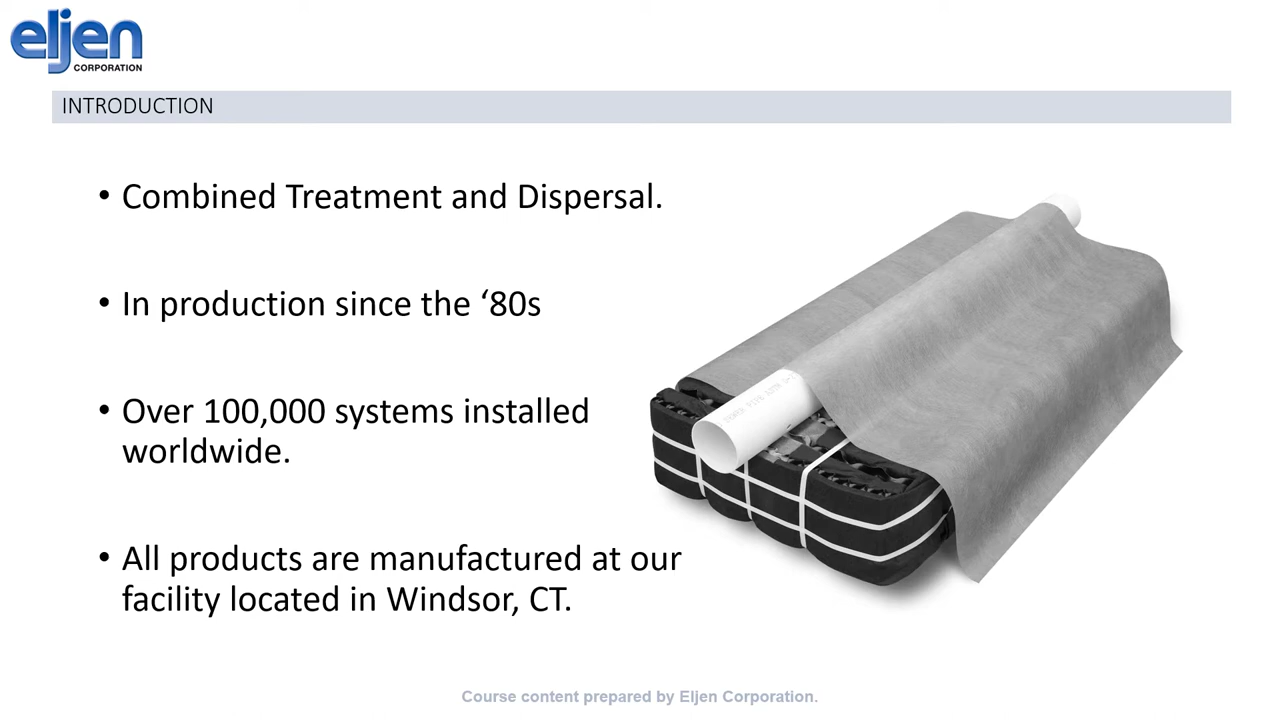 eljen
CORPORATION
INTRODUCTION
• Combined Treatment and Dispersal.
• In production since the ‘80s
• Over 100,000 systems installed
worldwide.
• All products are manufactured at our
facility located in Windsor, CT.
Course content prepared by Eljen Corporation.